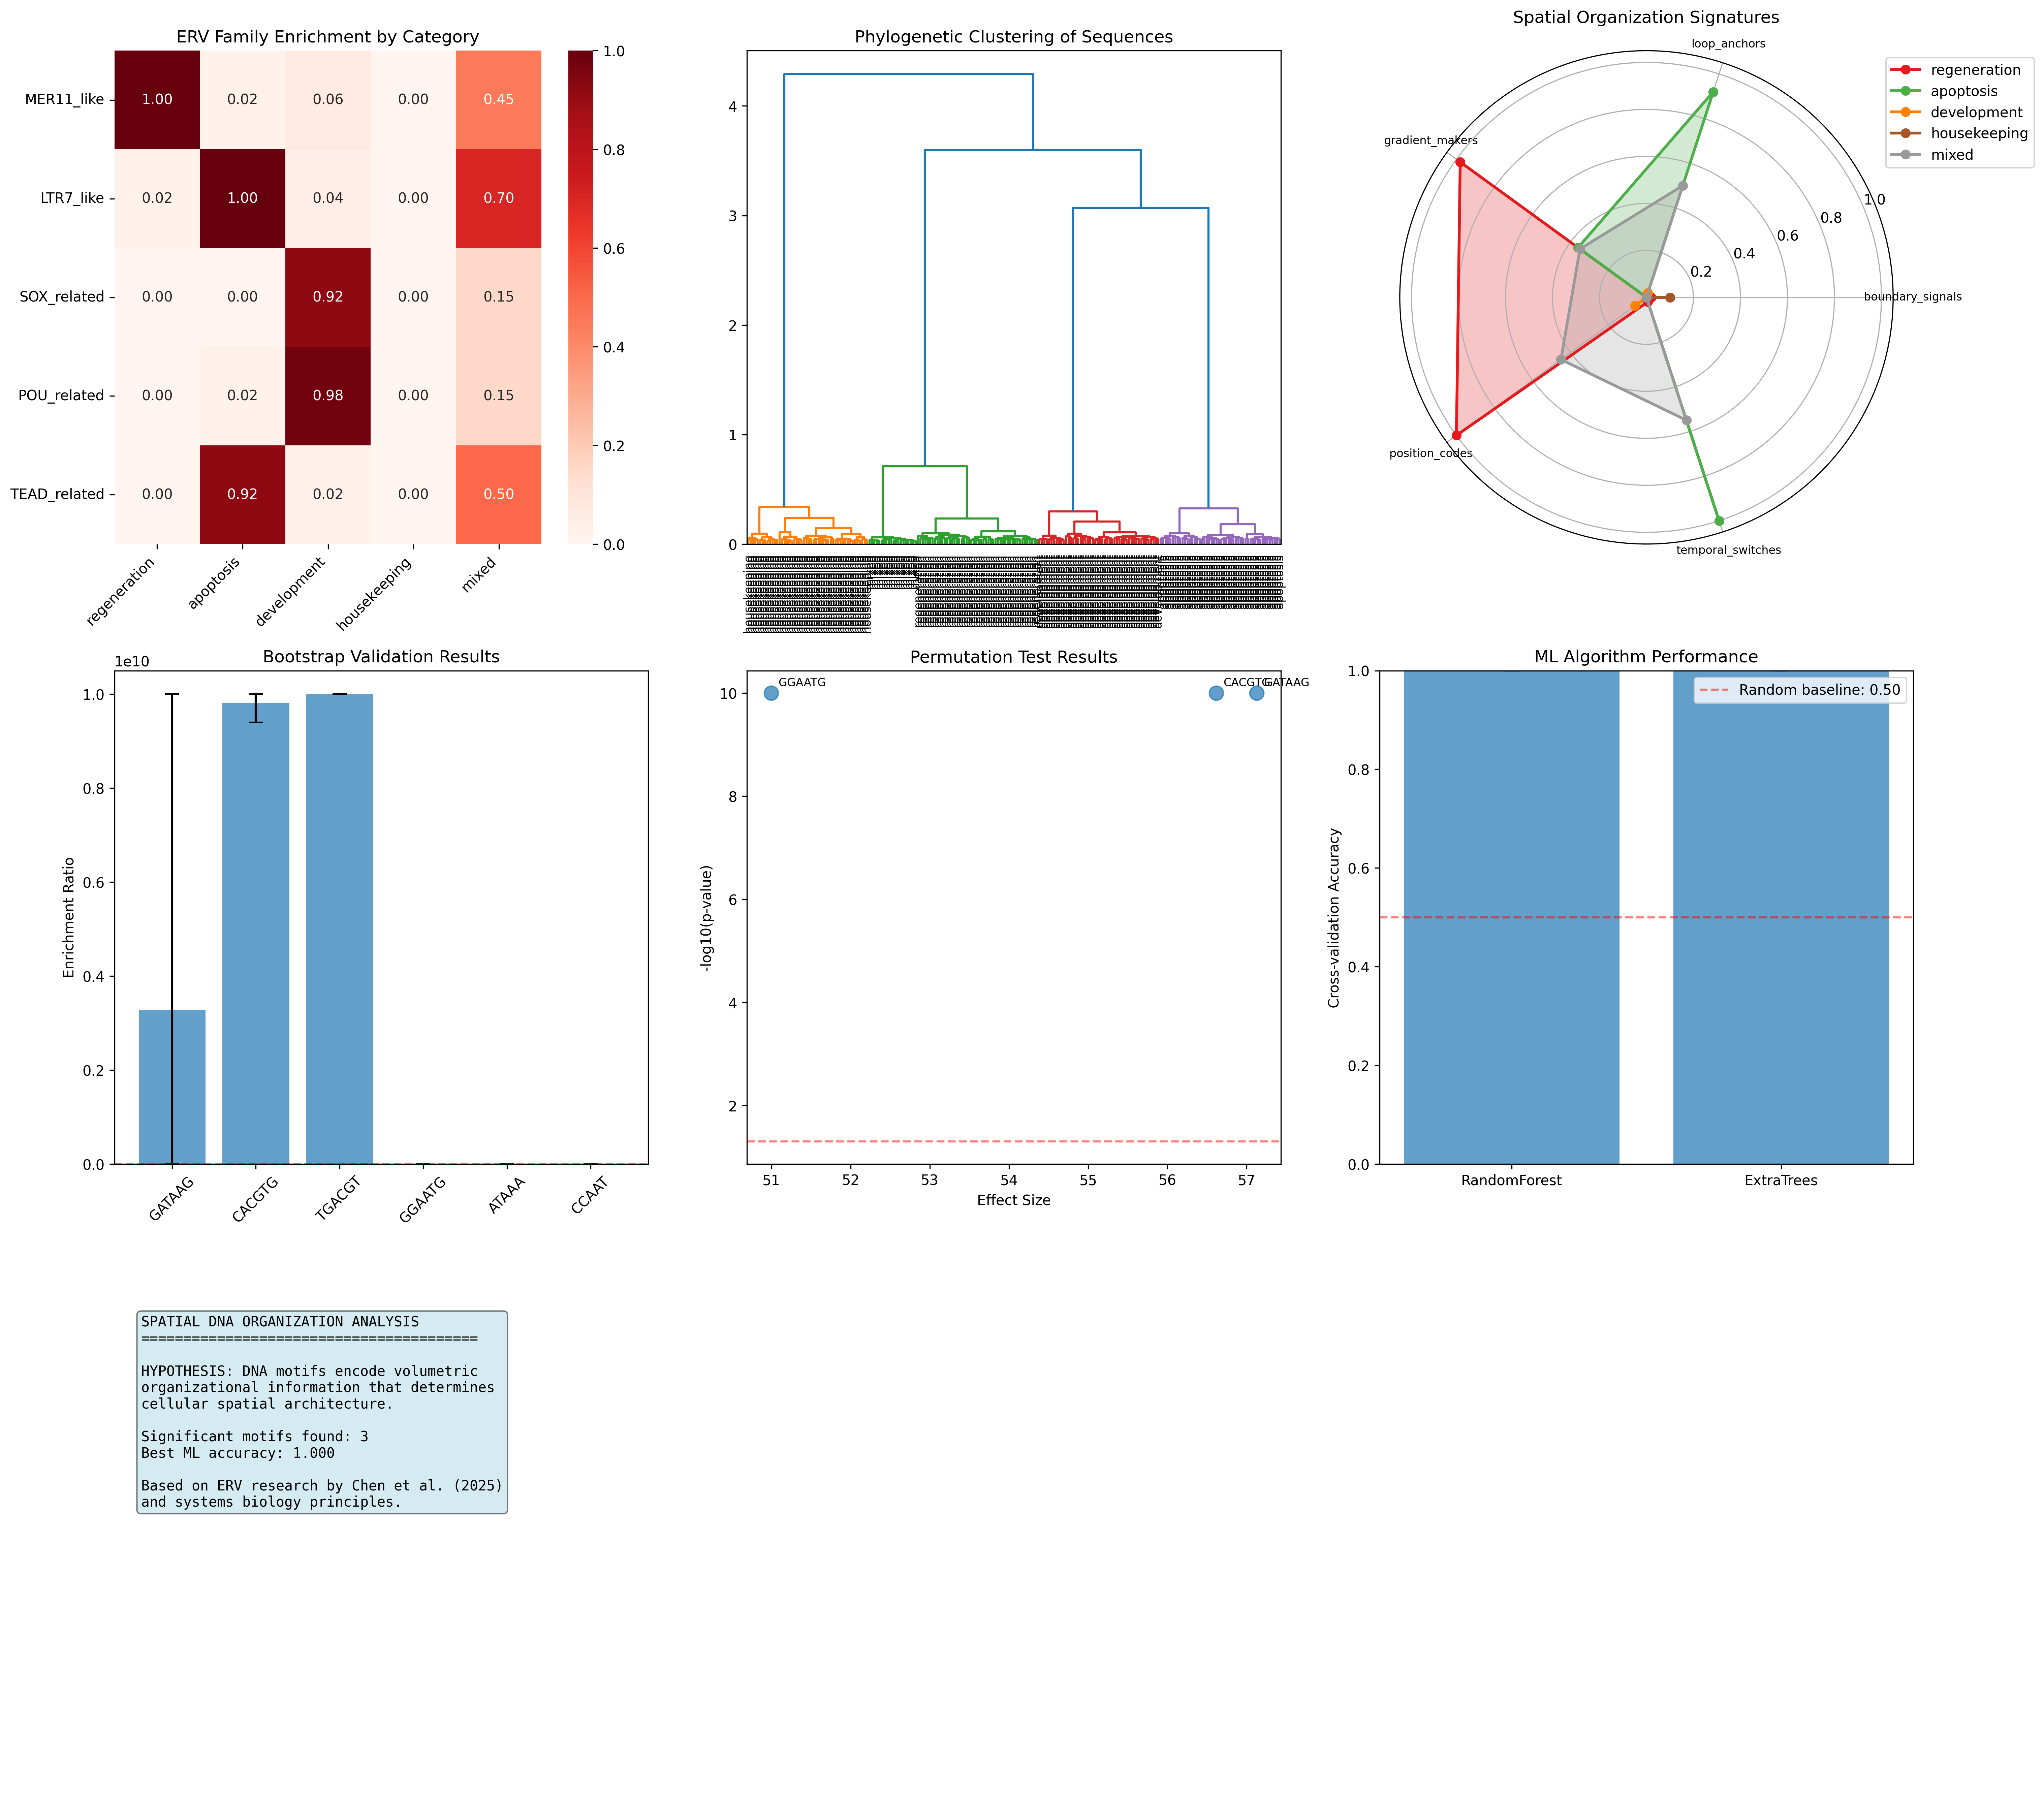 ERV Family Enrichment by Category
MER11_like
LTR7_like
SOX_related
POU_related
TEAD_related
1.00 0.02 0.06 0.00 0.45
0.02 1.00 0.04 0.00 0.70
0.00 0.00 0.92 0.00 0.15
0.00 0.02 0.98 0.00 0.15
0.00 0.92 0.02 0.00 0.50
regeneration
apoptosis
development
housekeeping
mixed
1.0
0.8
0.6
0.4
0.2
0.0
Phylogenetic Clustering of Sequences
4
3
2
1
0
apoptosis
Spatial Organization Signatures
loop_anchors
gradient_makers
boundary_signals
position_codes
temporal_switches
0.2
0.4
0.6
0.8
1.0
regeneration
apoptosis
development
housekeeping
mixed
Bootstrap Validation Results
1e10
Enrichment Ratio
1.0
0.8
0.6
0.4
0.2
0.0
GATAAG
CACGTG
TGACGT
GGAATG
ATAAA
CCAAT
Permutation Test Results
-log10(p-value)
10
8
6
4
2
GGAATG
CACGTG
GATAAG
51 52 53 54 55 56 57
Effect Size
ML Algorithm Performance
Cross-validation Accuracy
1.0
0.8
0.6
0.4
0.2
0.0
Random baseline: 0.50
RandomForest
ExtraTrees
SPATIAL DNA ORGANIZATION ANALYSIS
========================================
HYPOTHESIS: DNA motifs encode volumetric
organizational information that determines
cellular spatial architecture.
Significant motifs found: 3
Best ML accuracy: 1.000
Based on ERV research by Chen et al. (2025)
and systems biology principles.